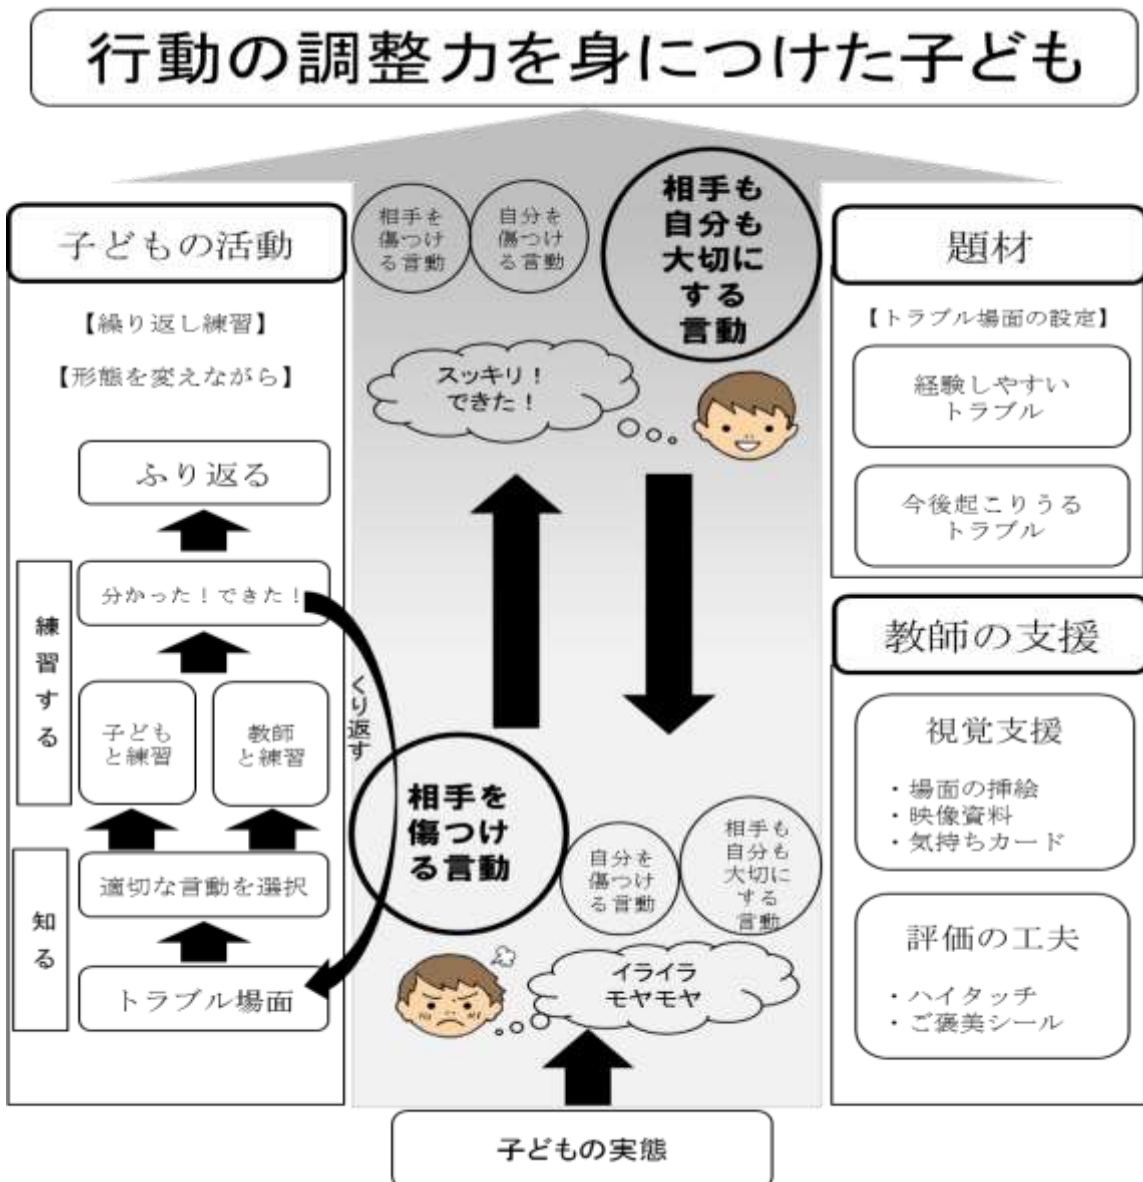 行動の調整力を身につけた子ども
子どもの活動
【繰り返し練習】
【形態を変えながら】
ふり返る
練習する
分かった！できた！
くり返す
子ども
と練習
教師
と練習
知る
適切な言動を選択
トラブル場面
相手を
傷つけ
る言動
自分を
傷つけ
る言動
相手も
自分も
大切に
する
言動
スッキリ！
できた！
相手を
傷つけ
る言動
自分を
傷つけ
る言動
相手も
自分も
大切に
する
言動
イライラ
モヤモヤ
子どもの実態
題材
【トラブル場面の設定】
経験しやすい
トラブル
今後起こりうる
トラブル
教師の支援
視覚支援
・場面の挿絵
・映像資料
・気持ちカード
評価の工夫
・ハイタッチ
・ご褒美シール